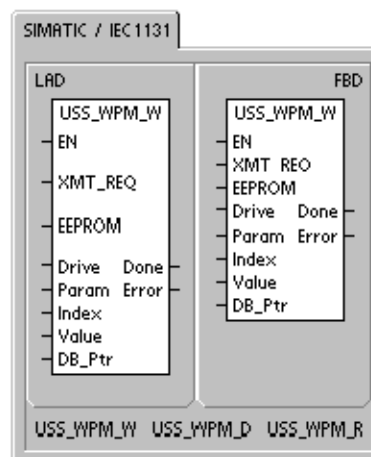 SIMATIC / IEC1131
LAD
USS_WPM_W
EN
XMT_REQ
EEPROM
Drive Done
Param Error
Index
Value
DB_Ptr
FBD
USS_WPM_W
EN
XMT REO
EEPROM
Drive Done
Param Error
Index
Value
DB_Ptr
USS_WPM_W USS_WPM_D USS_WPM_R